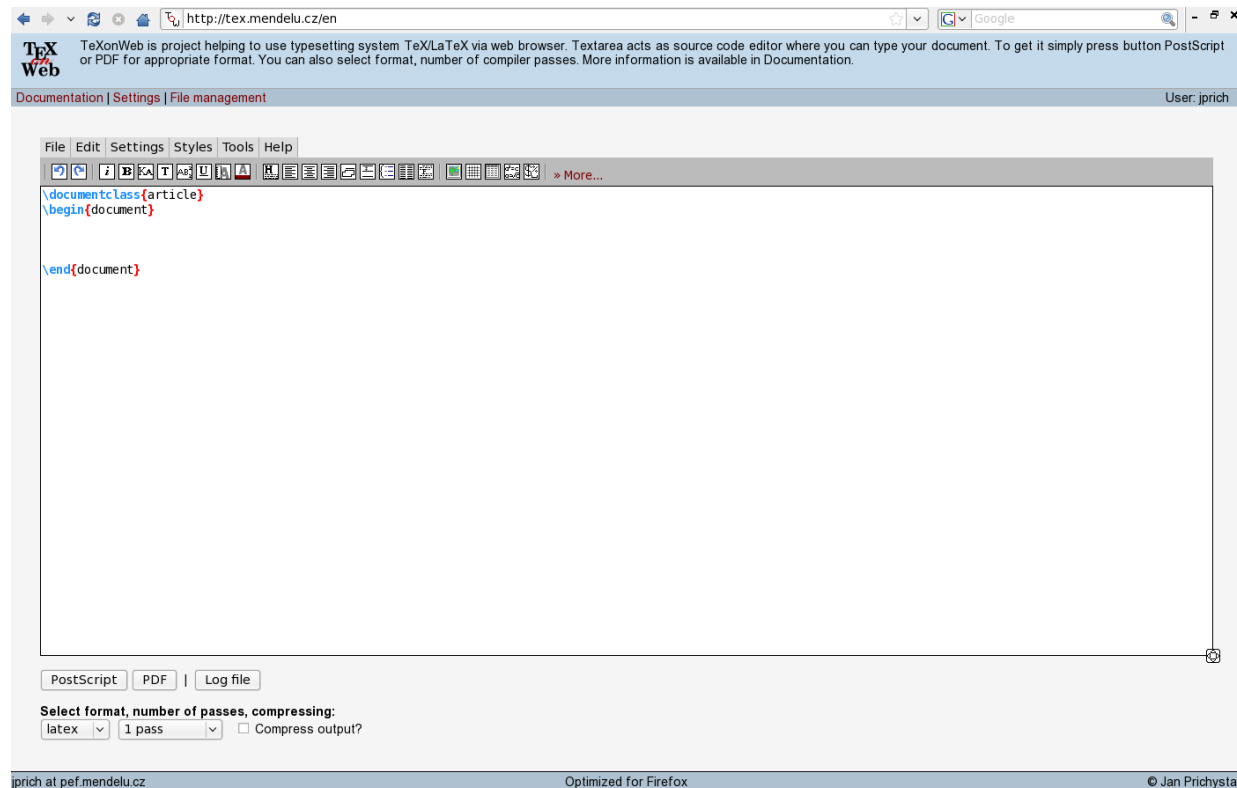 http://tex.mendelu.cz/en
Google
TeX on Web
TeXonWeb is project helping to use typesetting system TeX/LaTeX via web browser. Textarea acts as source code editor where you can type your document. To get it simply press button PostScript
or PDF for appropriate format. You can also select format, number of compiler passes. More information is available in Documentation.
Documentation | Settings | File management
User: jprich
File Edit Settings Styles Tools Help
» More...
\documentclass{article}
\begin{document}
\end{document}
PostScript PDF | Log file
Select format, number of passes, compressing:
latex 1 pass Compress output?
jprich at pef.mendelu.cz
Optimized for Firefox
© Jan Prichysta